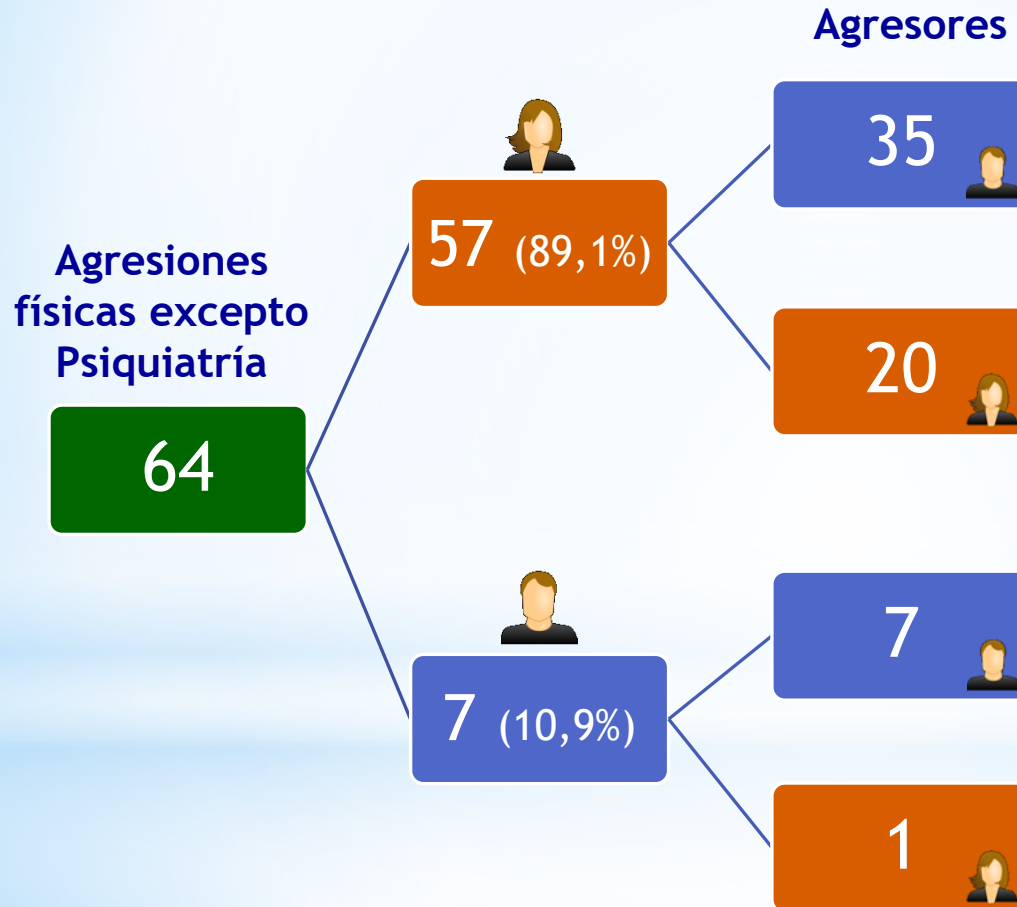 Agresores
35
57 (89,1%)
Agresiones
físicas excepto
Psiquiatría
20
64
7
7 (10,9%)
1